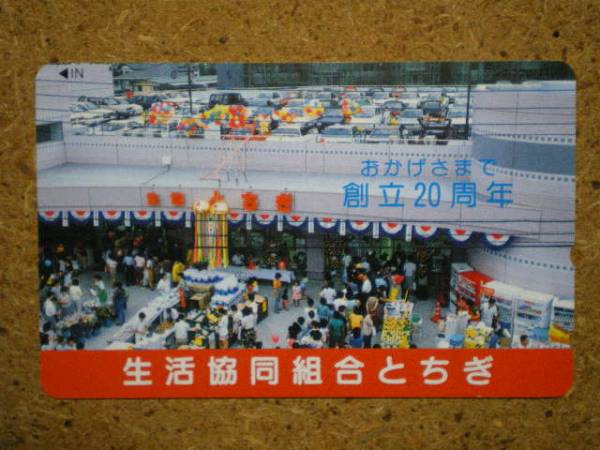 ◀IN
おかげさまで
創立20周年
生活協同組合とちぎ